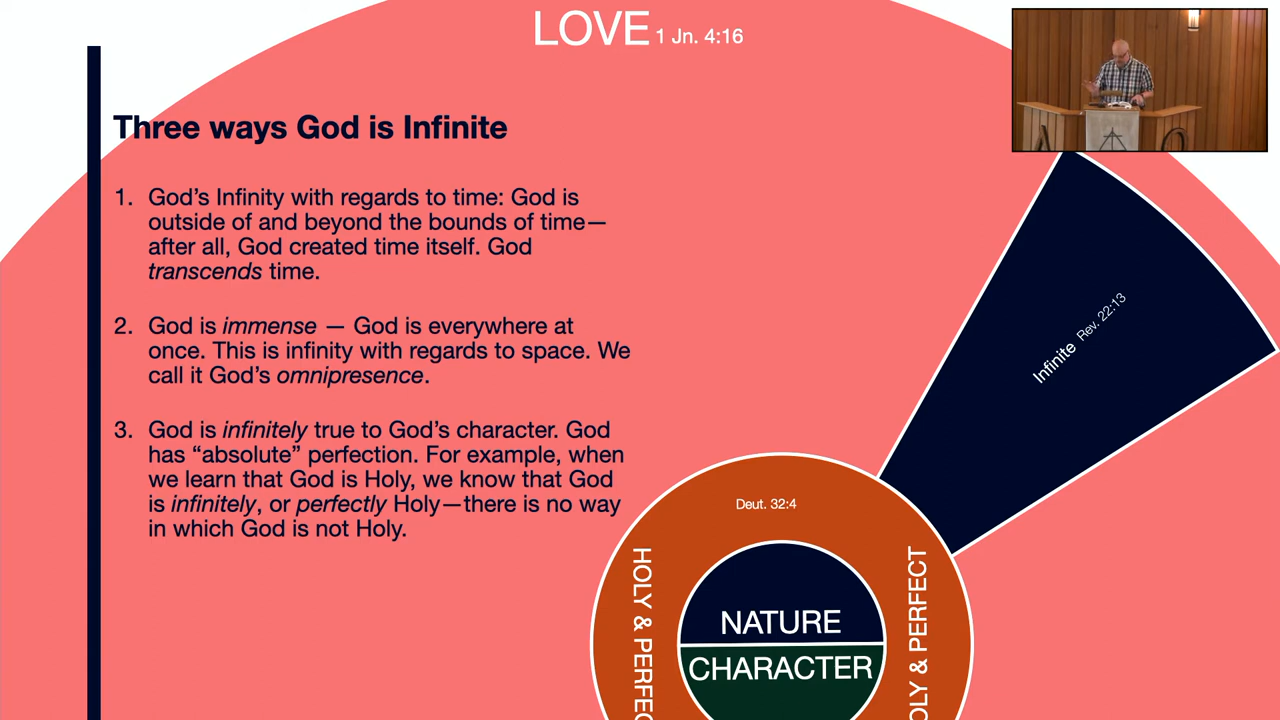 LOVE 1 Jn. 4:16
Three ways God is Infinite
1. God’s Infinity with regards to time: God is
outside of and beyond the bounds of time—
after all, God created time itself. God
transcends time.
2. God is immense — God is everywhere at
once. This is infinity with regards to space. We
call it God’s omnipresence.
3. God is infinitely true to God’s character. God
has “absolute” perfection. For example, when
we learn that God is Holy, we know that God
is infinitely, or perfectly Holy—there is no way
in which God is not Holy.
Infinite Rev. 22:13
Deut. 32:4
HOLY & PERFEC
OLY & PERFECT
NATURE
CHARACTER